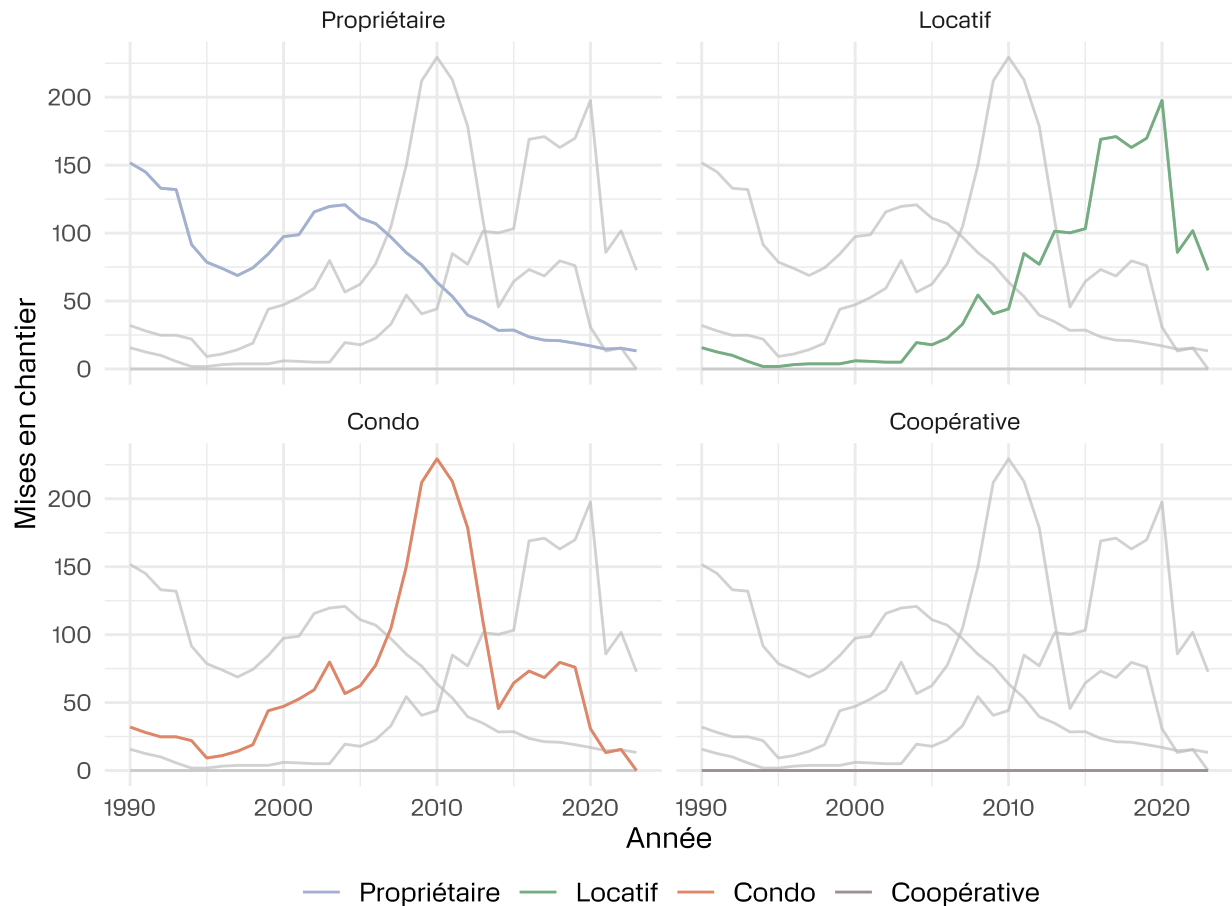 Propriétaire
Locatif
200
150
100
50
0
Condo
Coopérative
200
150
100
50
0
1990 2000 2010 2020
1990 2000 2010 2020
Mises en chantier
Année
Propriétaire Locatif Condo Coopérative